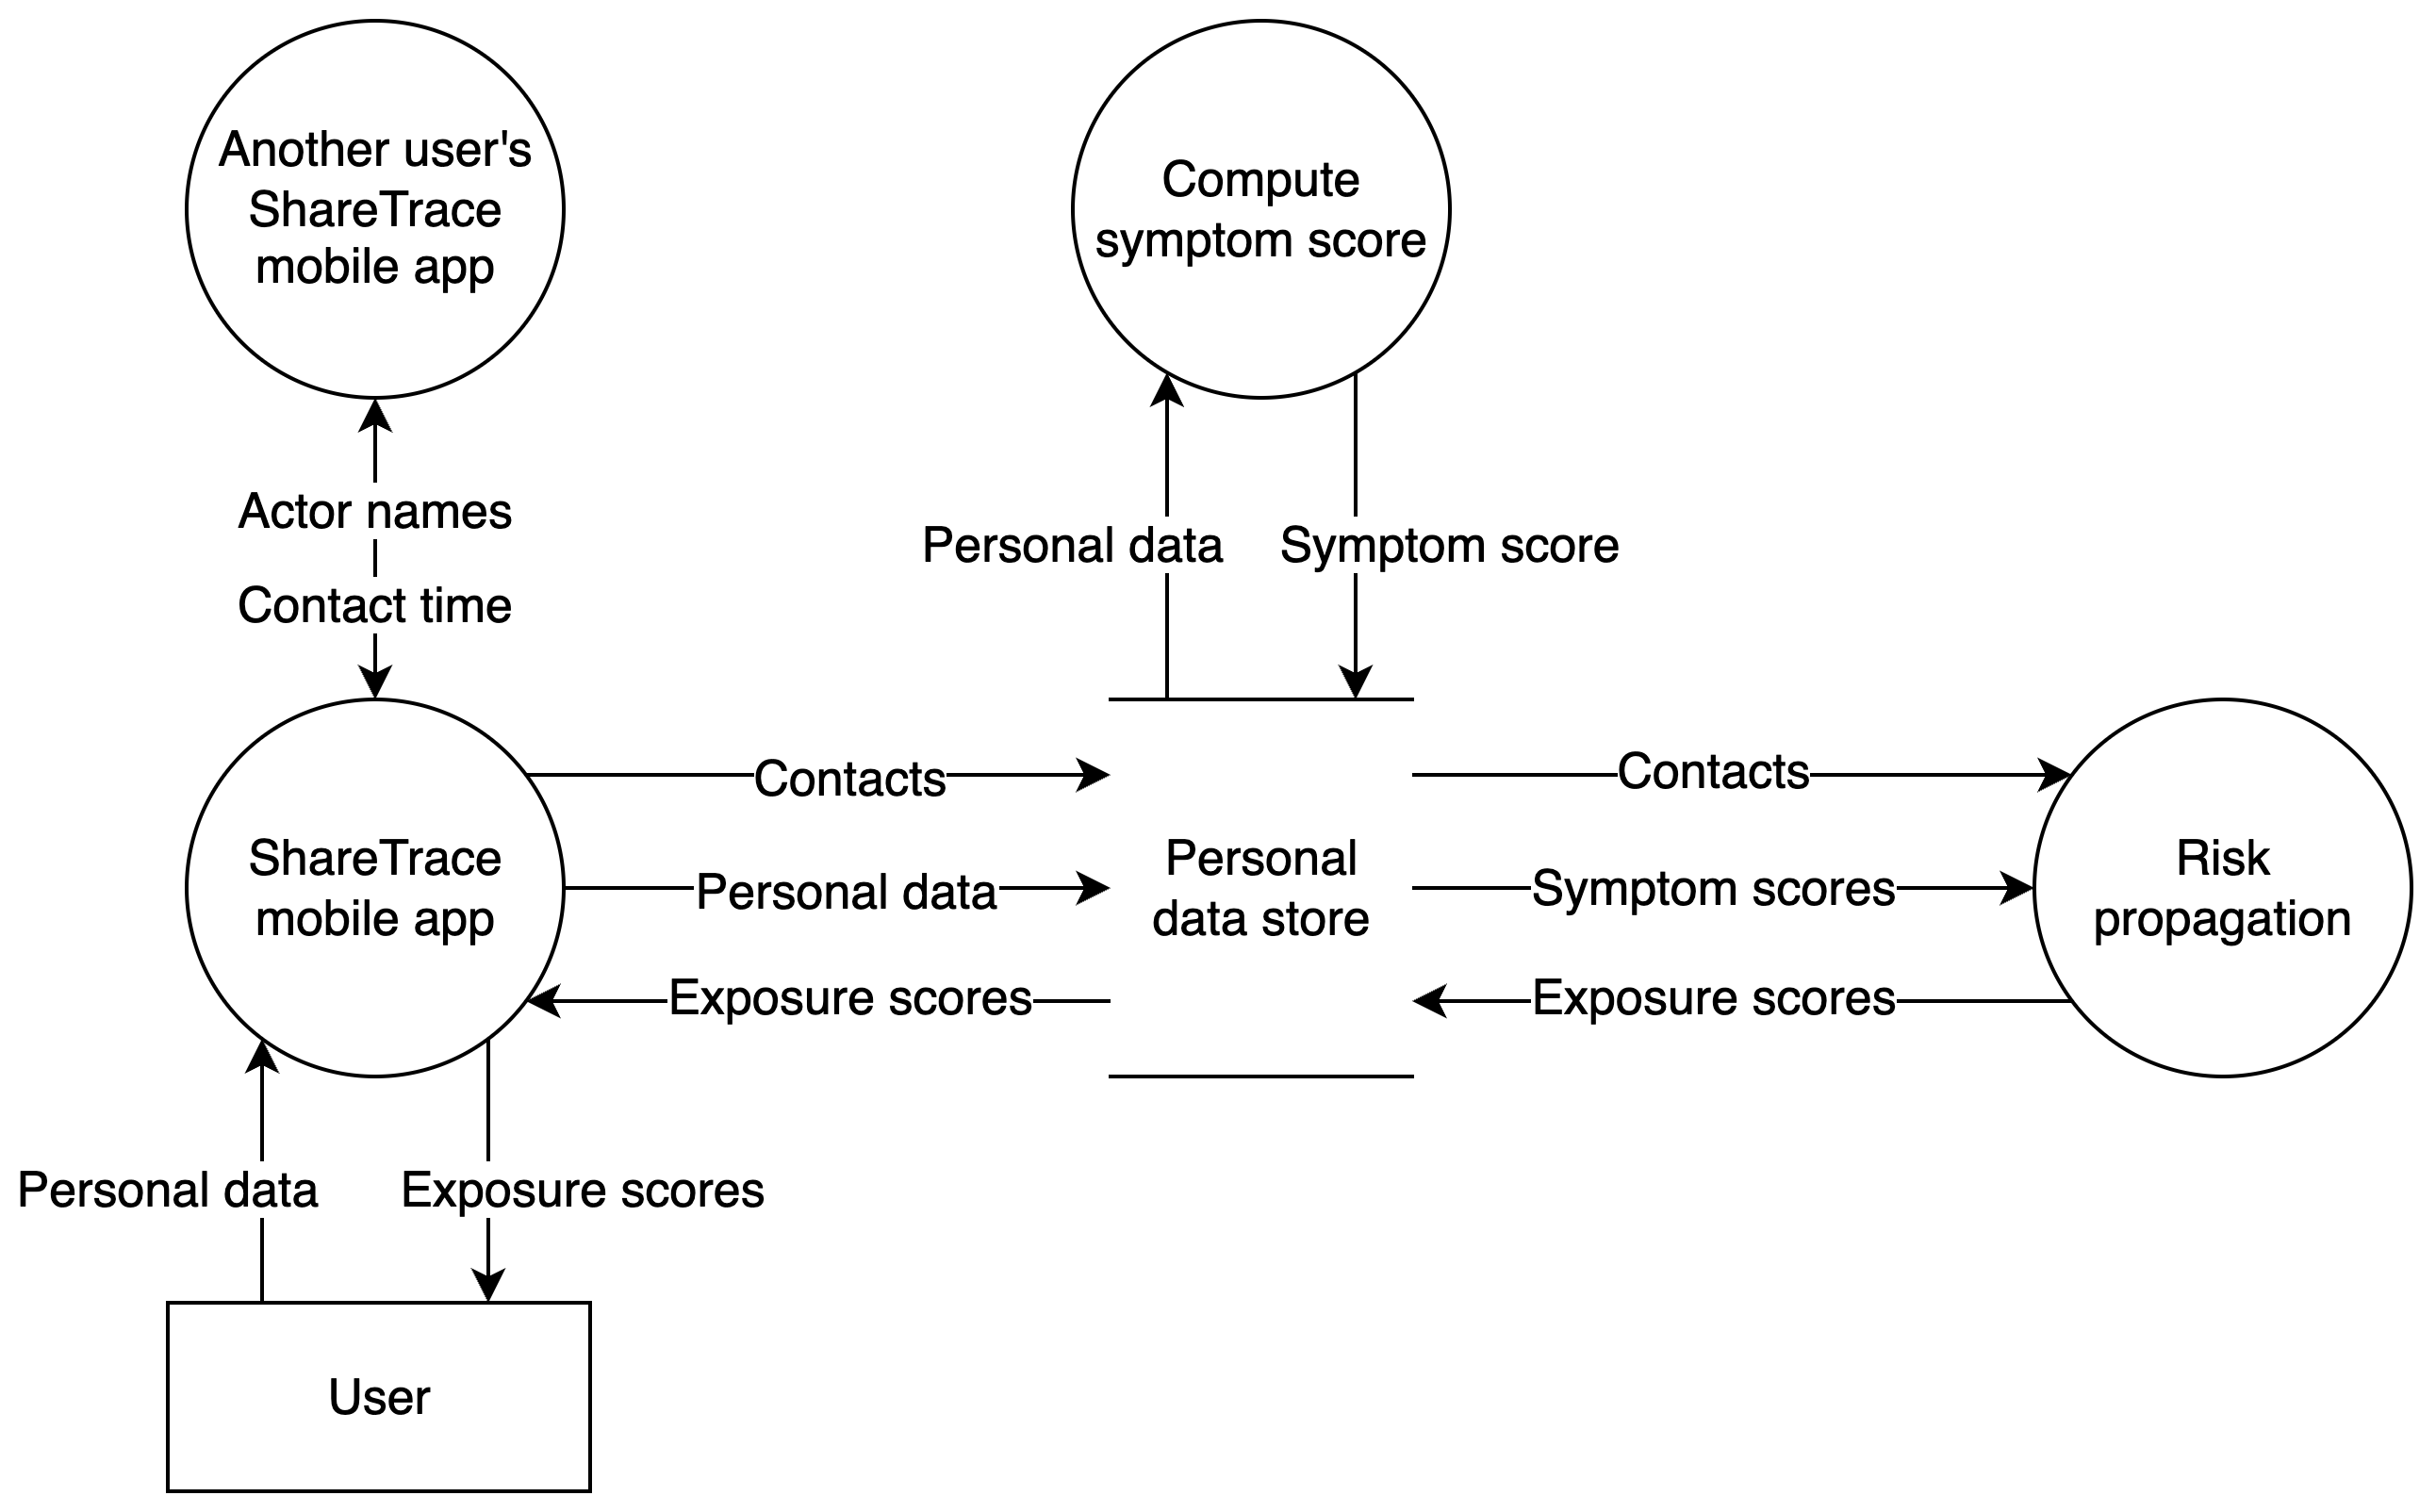 Another user's
ShareTrace
mobile app
Compute
symptom score
Actor names
Contact time
Personal data
Symptom score
Contacts
Contacts
ShareTrace
mobile app
Personal data
Personal
data store
Symptom scores
Risk
propagation
Exposure scores
Exposure scores
Personal data
Exposure scores
User